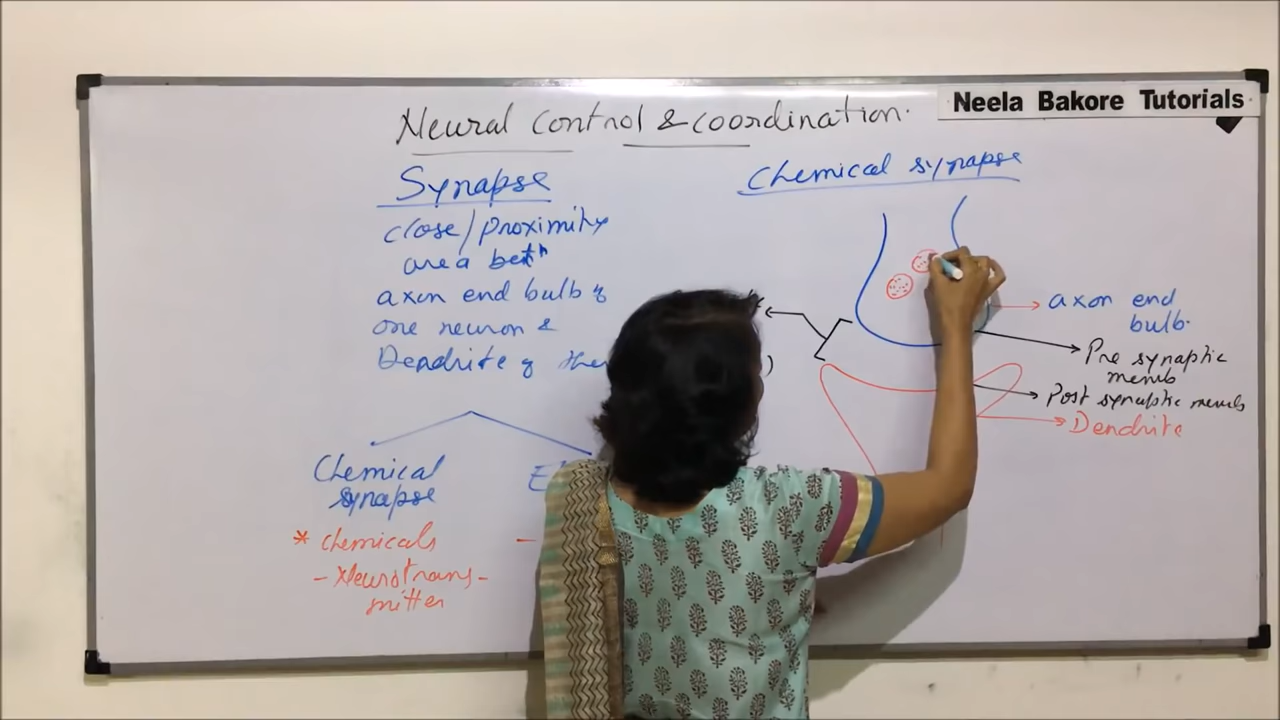 Neela Bakore Tutorials
Neural control & coordination.
Synapse
close/proximity
area betn
axon end bulb of
one neuron &
Dendrite of
Chemical
synapse
* chemicals
- Neurotrans-
mitter
Chemical synapse
axon end
bulb.
Pre synaptic
memb
Post synaptic memb
Dendrite